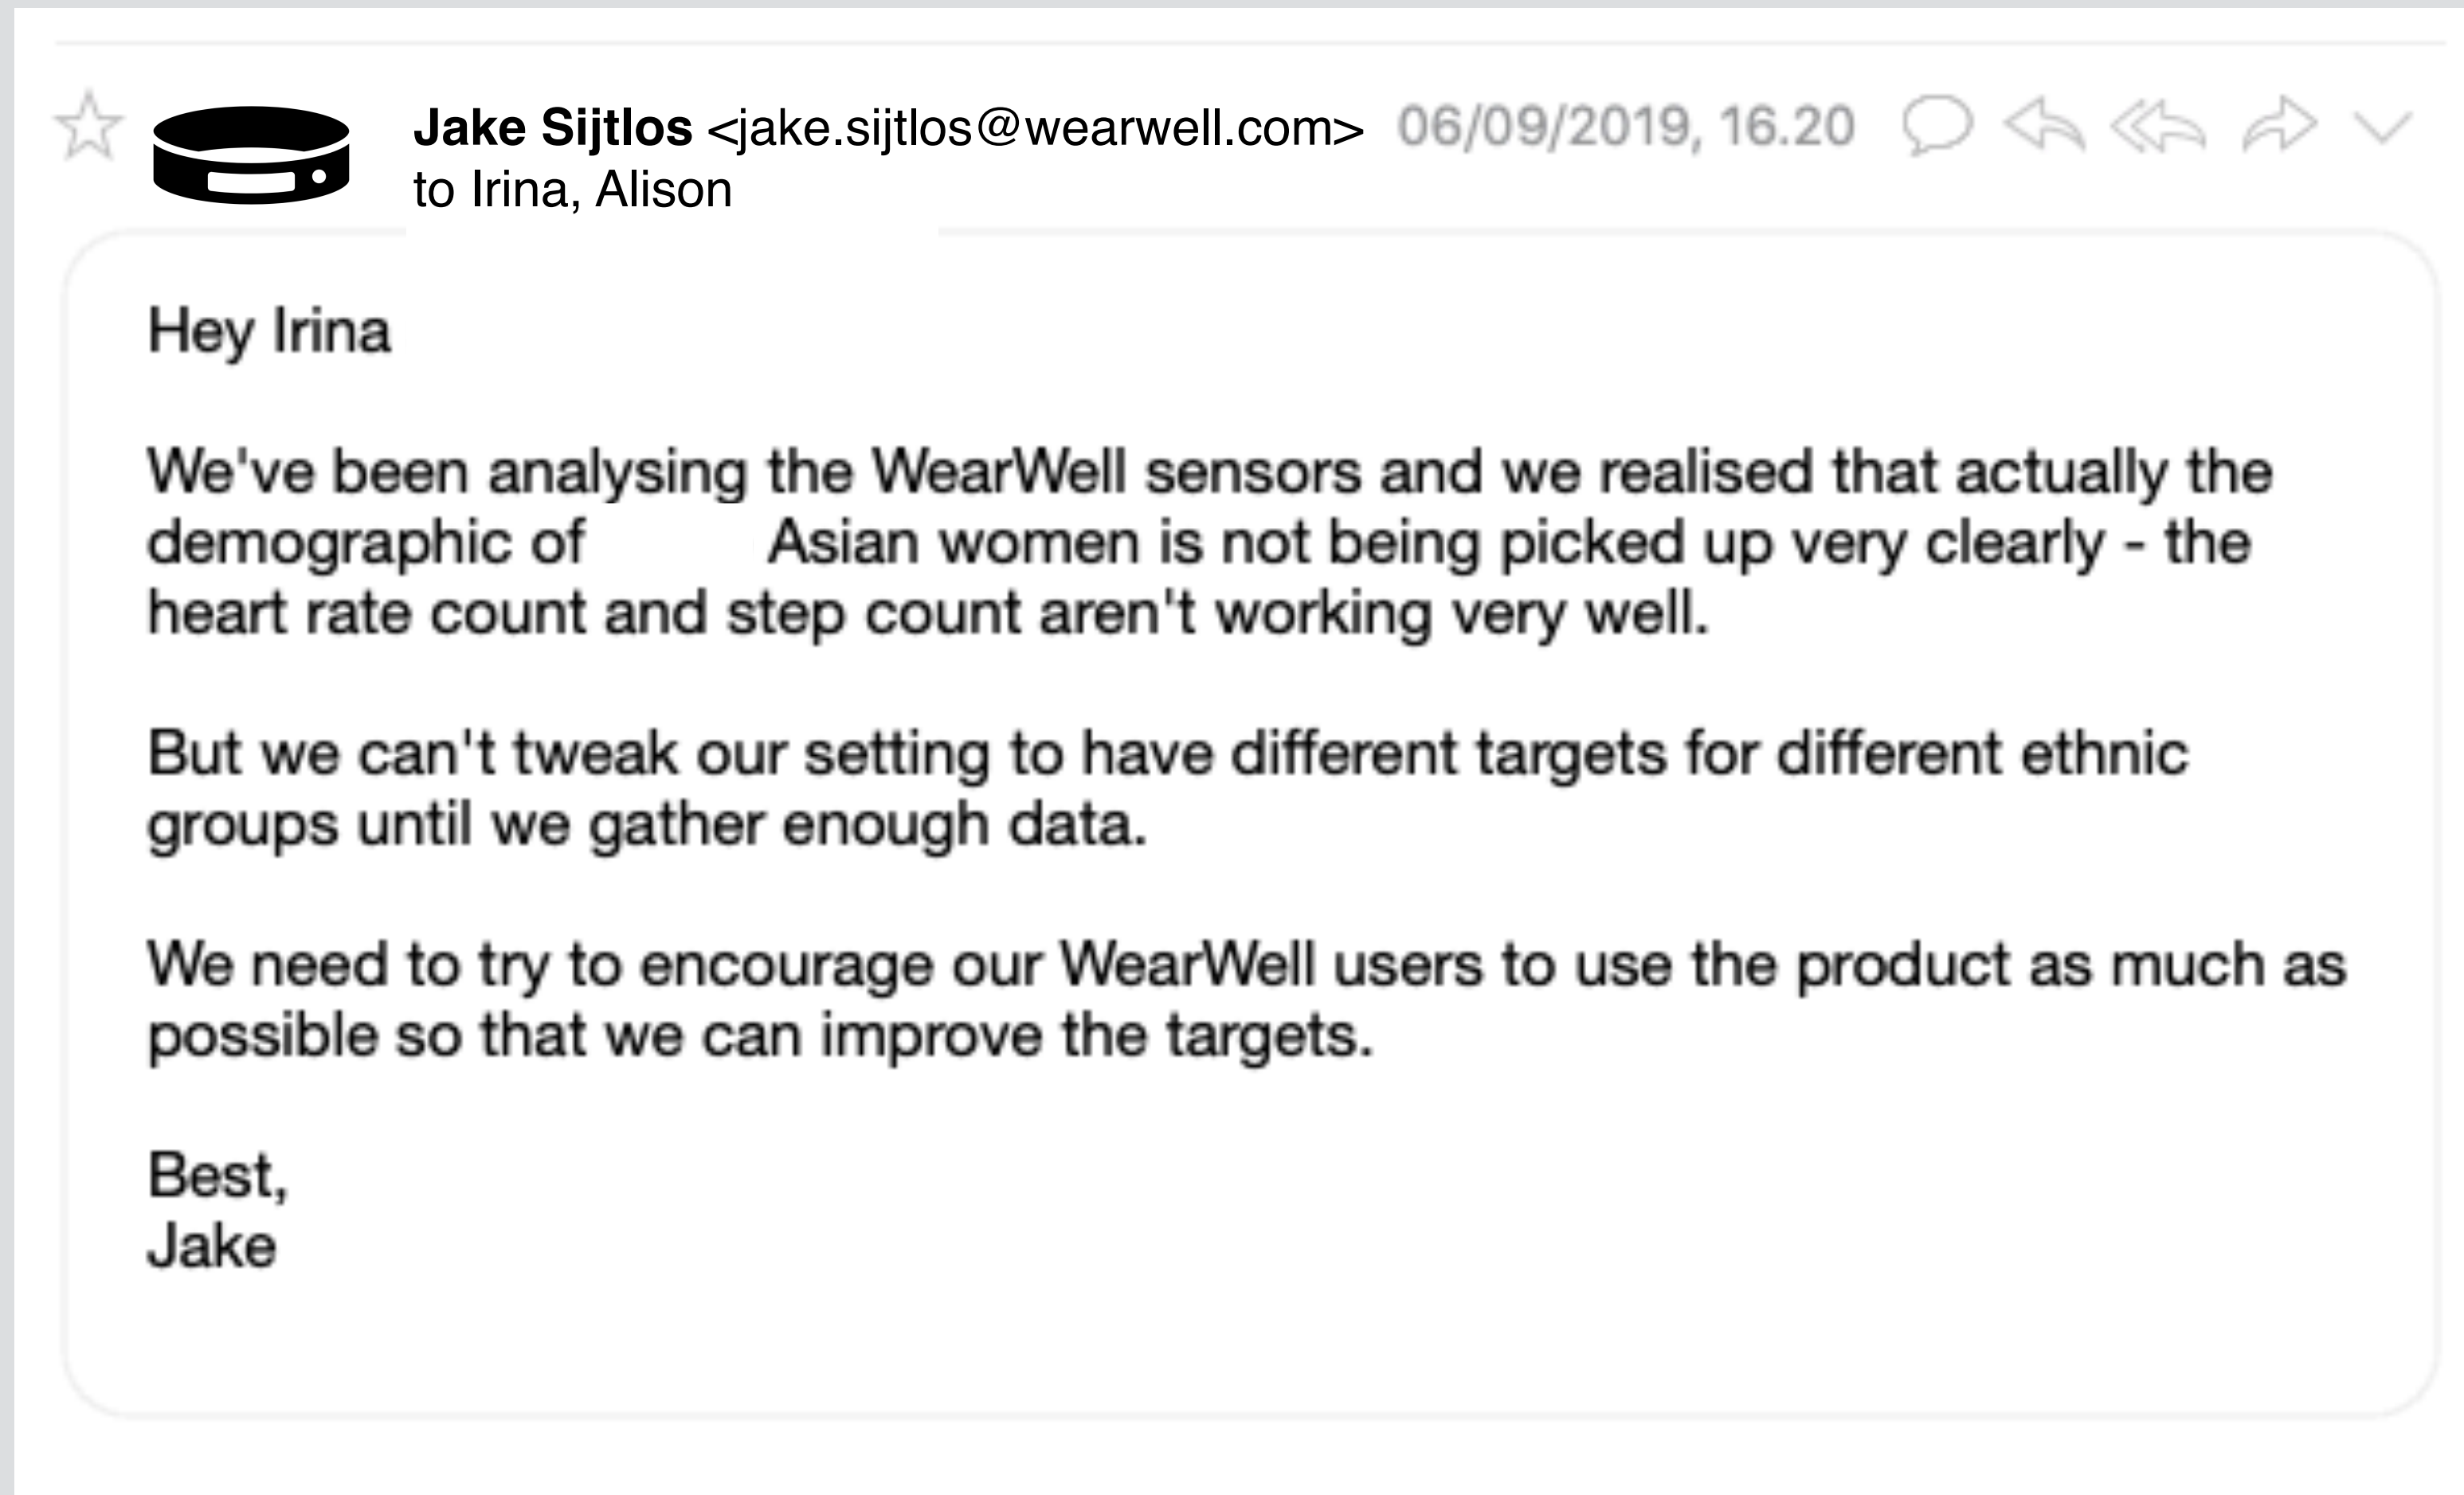 Jake Sijtlos <jake.sijtlos@wearwell.com> 06/09/2019, 16.20
to Irina, Alison
Hey Irina
We've been analysing the WearWell sensors and we realised that actually the
demographic of Asian women is not being picked up very clearly - the
heart rate count and step count aren't working very well.
But we can't tweak our setting to have different targets for different ethnic
groups until we gather enough data.
We need to try to encourage our WearWell users to use the product as much as
possible so that we can improve the targets.
Best,
Jake